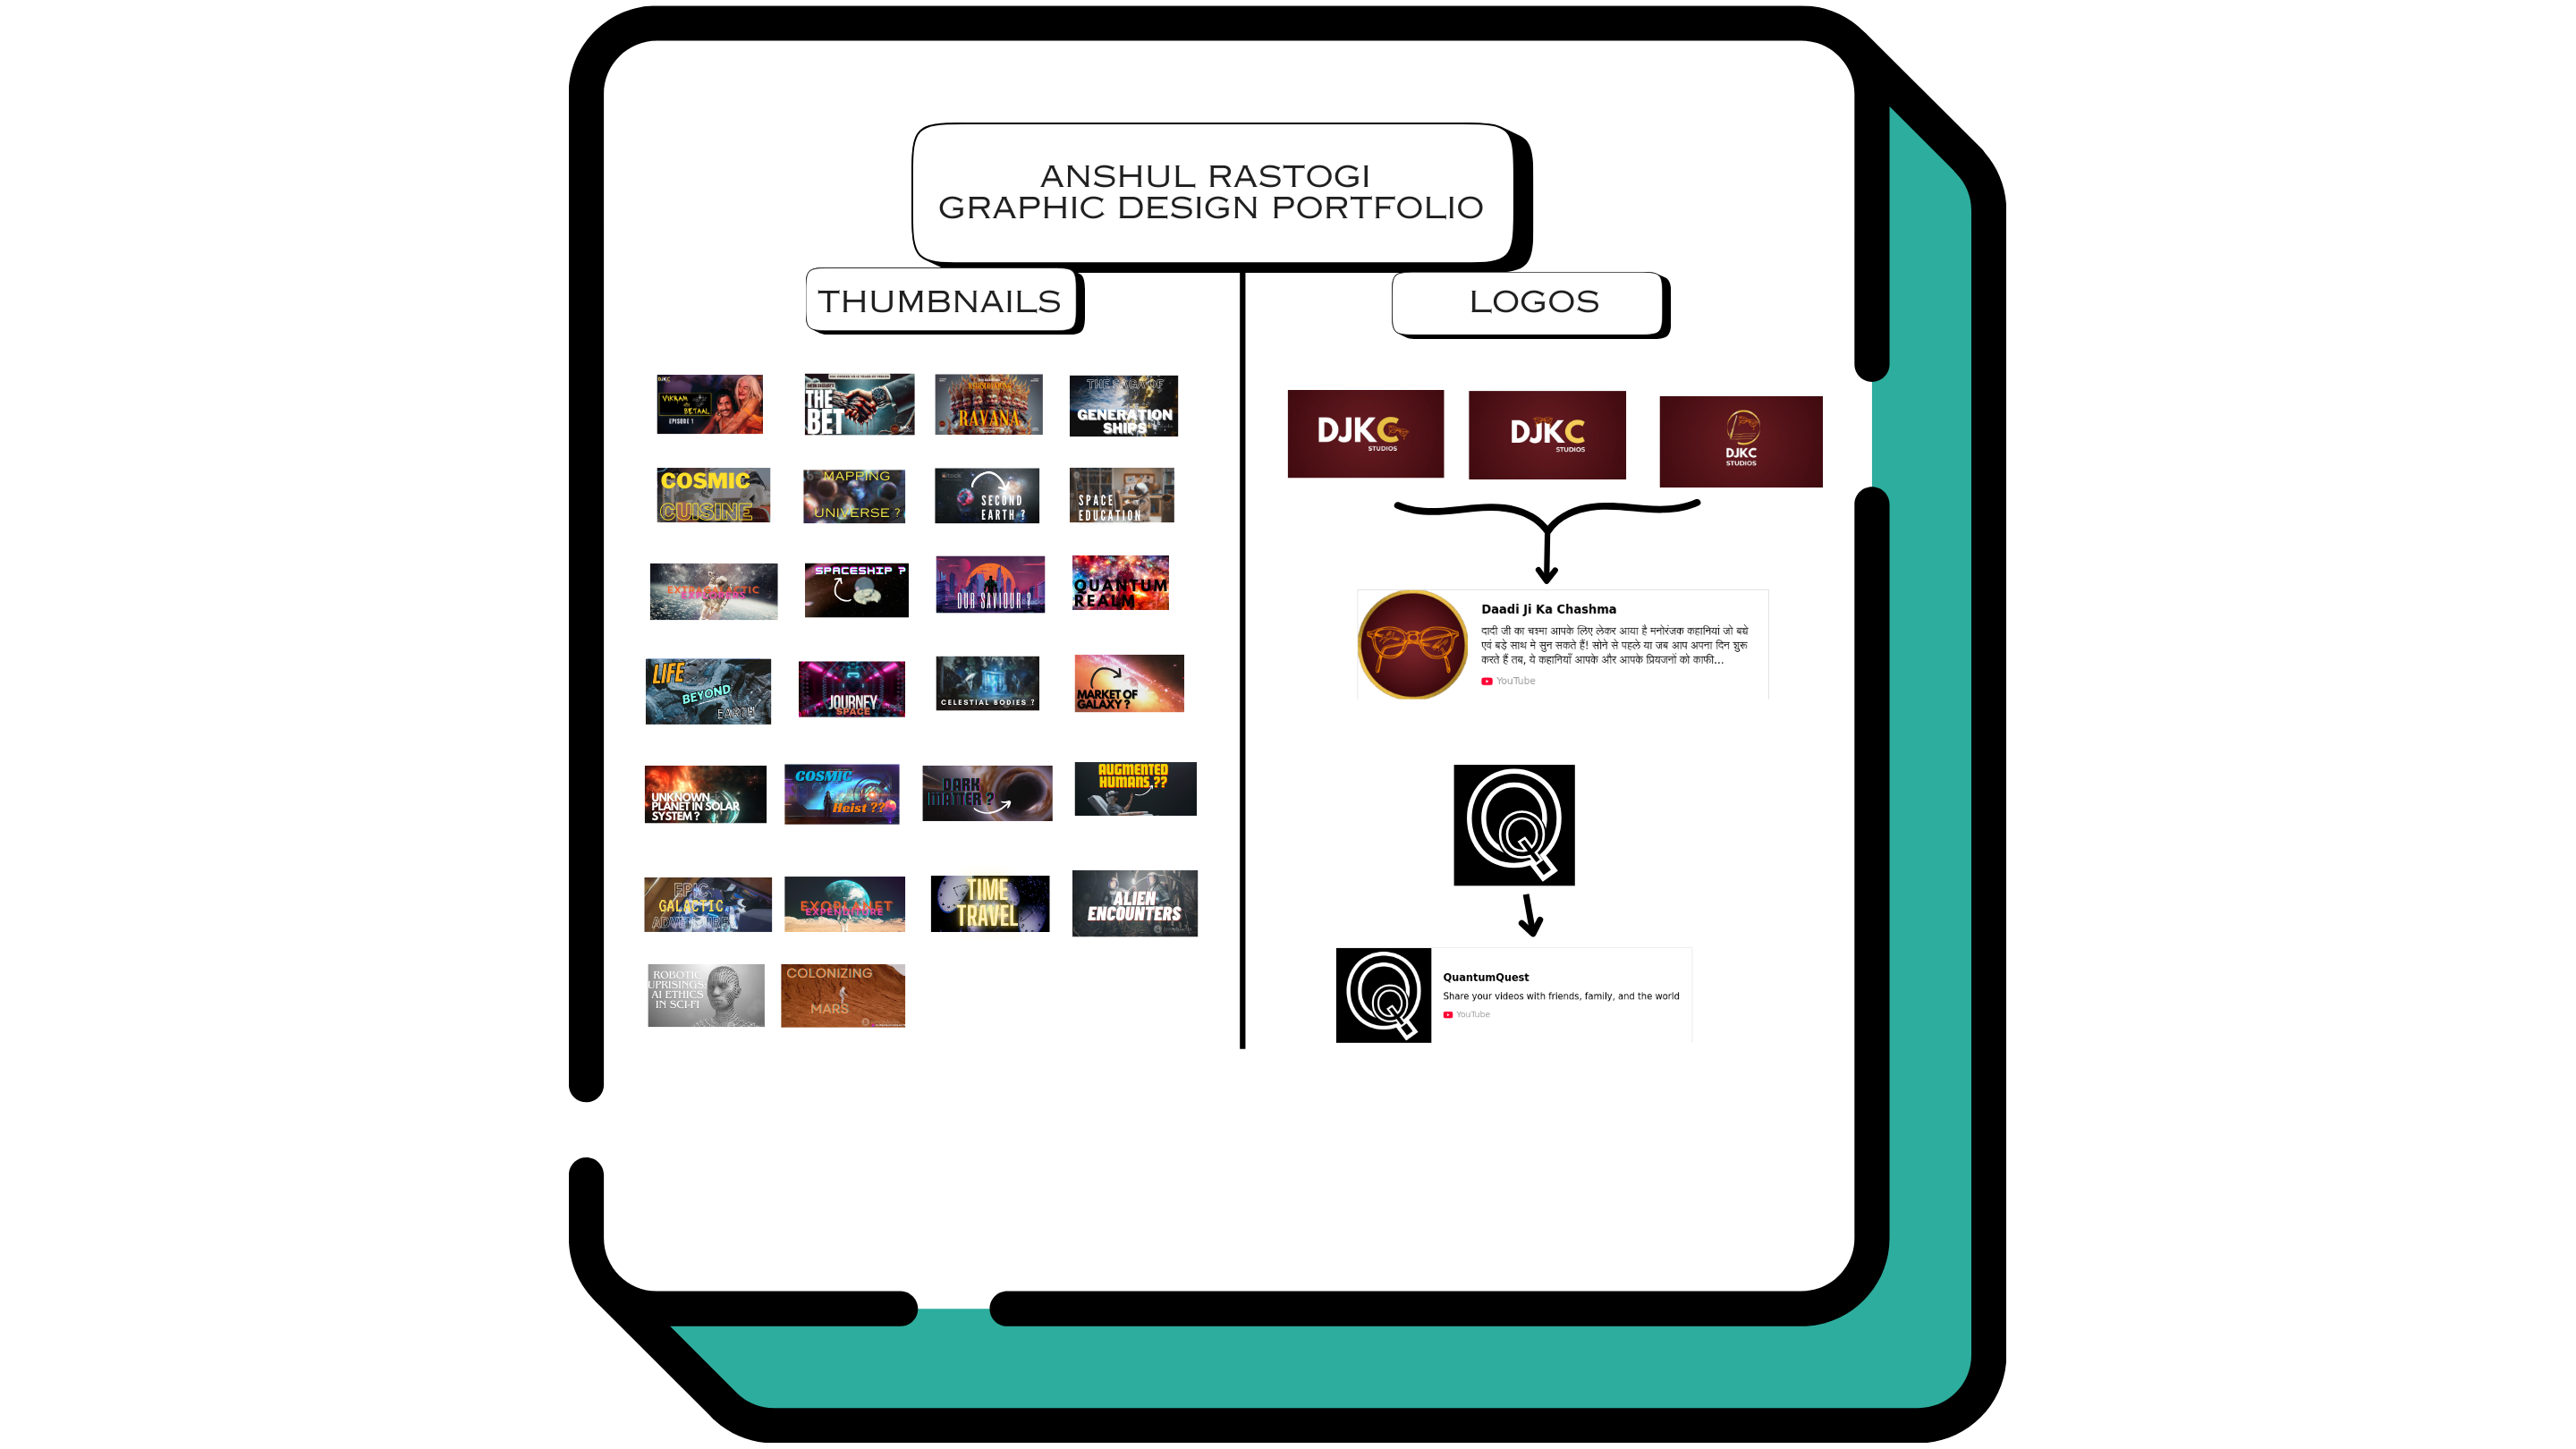 ANSHUL RASTOGI
GRAPHIC DESIGN PORTFOLIO
THUMBNAILS
DJKC
VIKRAM
BETAAL
EPISODE 1
THE
BET
RAVANA
THE SAGA OF
GENERATION
SHIPS
COSMIC
CUISINE
MAPPING
UNIVERSE ?
SECOND
EARTH ?
SPACE
EDUCATION
EXTRAGALACTIC
SPACESHIP ?
OUR SAVIOUR ?
QUANTUM
REALM
LIFE
BEYOND
EARTH
JOURNEY
SPACE
CELESTIAL BODIES ?
MARKET OF
GALAXY ?
UNKNOWN
PLANET IN SOLAR
SYSTEM ?
COSMIC
Heist ??
DARK
MATTER ?
AUGMENTED
HUMANS ??
EPIC
GALACTIC
ADVENTURES
EXOPLANET
EXPENDITURE
TIME
TRAVEL
ALIEN
ENCOUNTERS
ROBOTIC
UPRISINGS:
AI ETHICS
IN SCI-FI
COLONIZING
MARS
LOGOS
DJKC
STUDIOS
DJKC
STUDIOS
DJKC
STUDIOS
Daadi Ji Ka Chashma
दादी जी का चश्मा आपके लिए लेकर आया है मनोरंजक कहानियां जो बच्चे
एवं बडे साथ मे सुन सकते हैं! सोने से पहले या जब आप अपना दिन शुरू
करते हैं तब, ये कहानियाँ आपके और आपके प्रियजनों को काफी...
YouTube
QuantumQuest
Share your videos with friends, family, and the world
YouTube